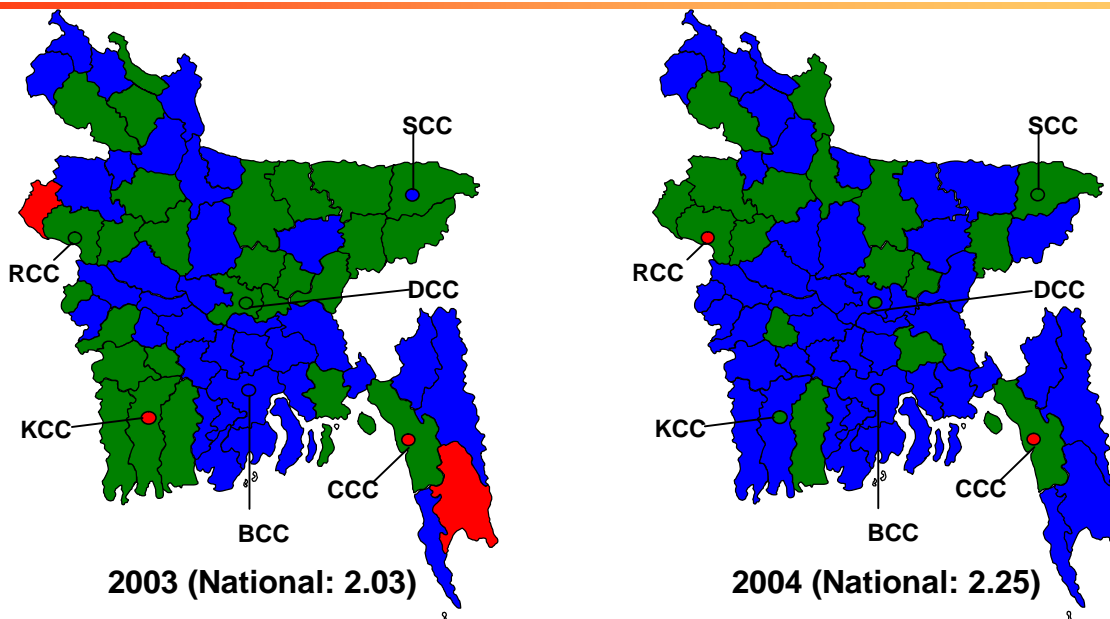 SCC
RCC
DCC
KCC
CCC
BCC
2003 (National: 2.03)
SCC
RCC
DCC
KCC
CCC
BCC
2004 (National: 2.25)